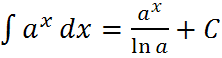 ∫ a^x dx = a^x / ln a + C